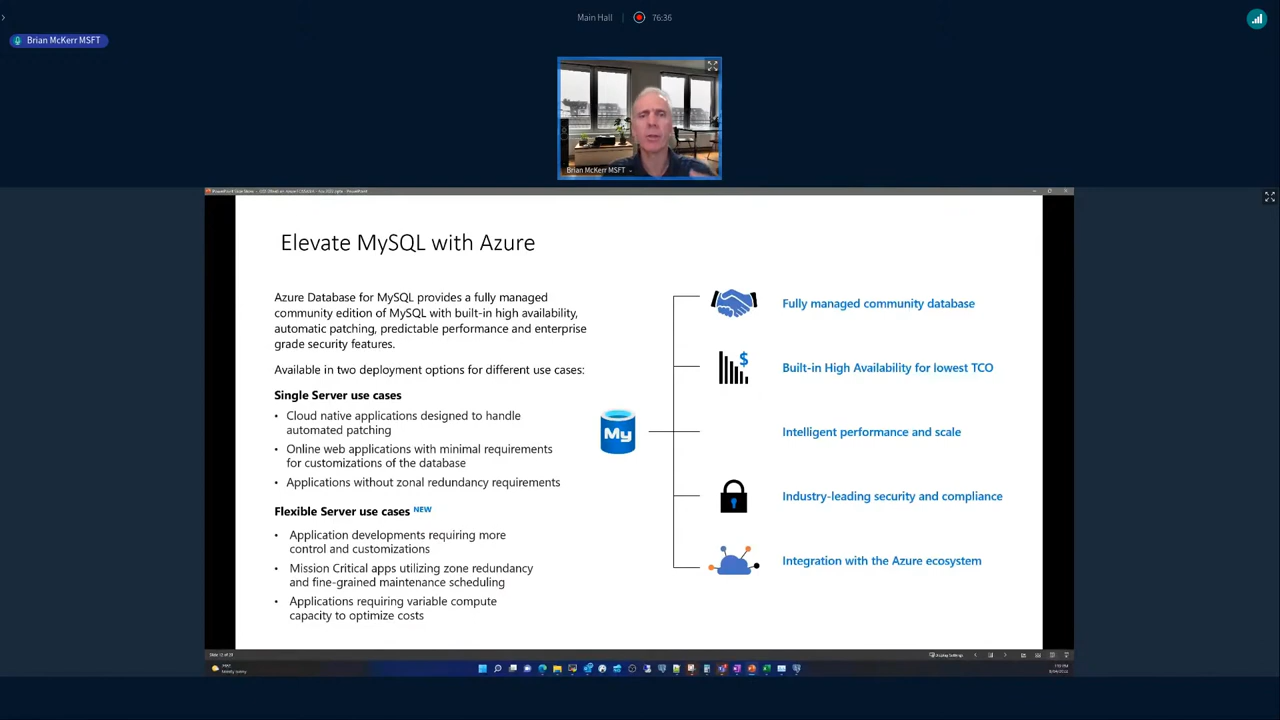 Main Hall
76:36
Brian McKerr MSFT
Brian McKerr MSFT
Elevate MySQL with Azure
Azure Database for MySQL provides a fully managed
community edition of MySQL with built-in high availability,
automatic patching, predictable performance and enterprise
grade security features.
Available in two deployment options for different use cases:
Single Server use cases
• Cloud native applications designed to handle
automated patching
• Online web applications with minimal requirements
for customizations of the database
• Applications without zonal redundancy requirements
Flexible Server use cases NEW
• Application developments requiring more
control and customizations
• Mission Critical apps utilizing zone redundancy
and fine-grained maintenance scheduling
• Applications requiring variable compute
capacity to optimize costs
My
Fully managed community database
$
Built-in High Availability for lowest TCO
Intelligent performance and scale
Industry-leading security and compliance
Integration with the Azure ecosystem